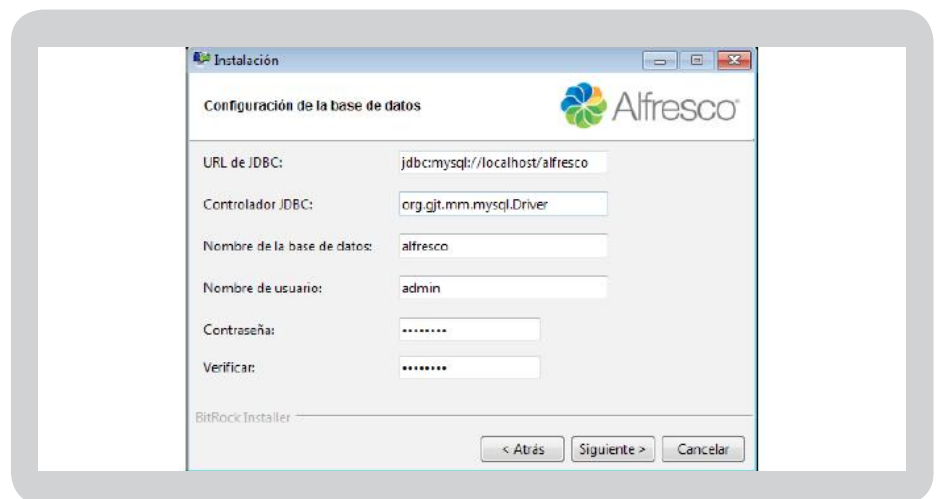 Instalación
Configuración de la base de datos
Alfresco
URL de JDBC: jdbc:mysql://localhost/alfresco
Controlador JDBC: org.gjt.mm.mysql.Driver
Nombre de la base de datos: alfresco
Nombre de usuario: admin
Contraseña: ••••••••
Verificar: ••••••••
BitRock Installer
< Atrás Siguiente > Cancelar